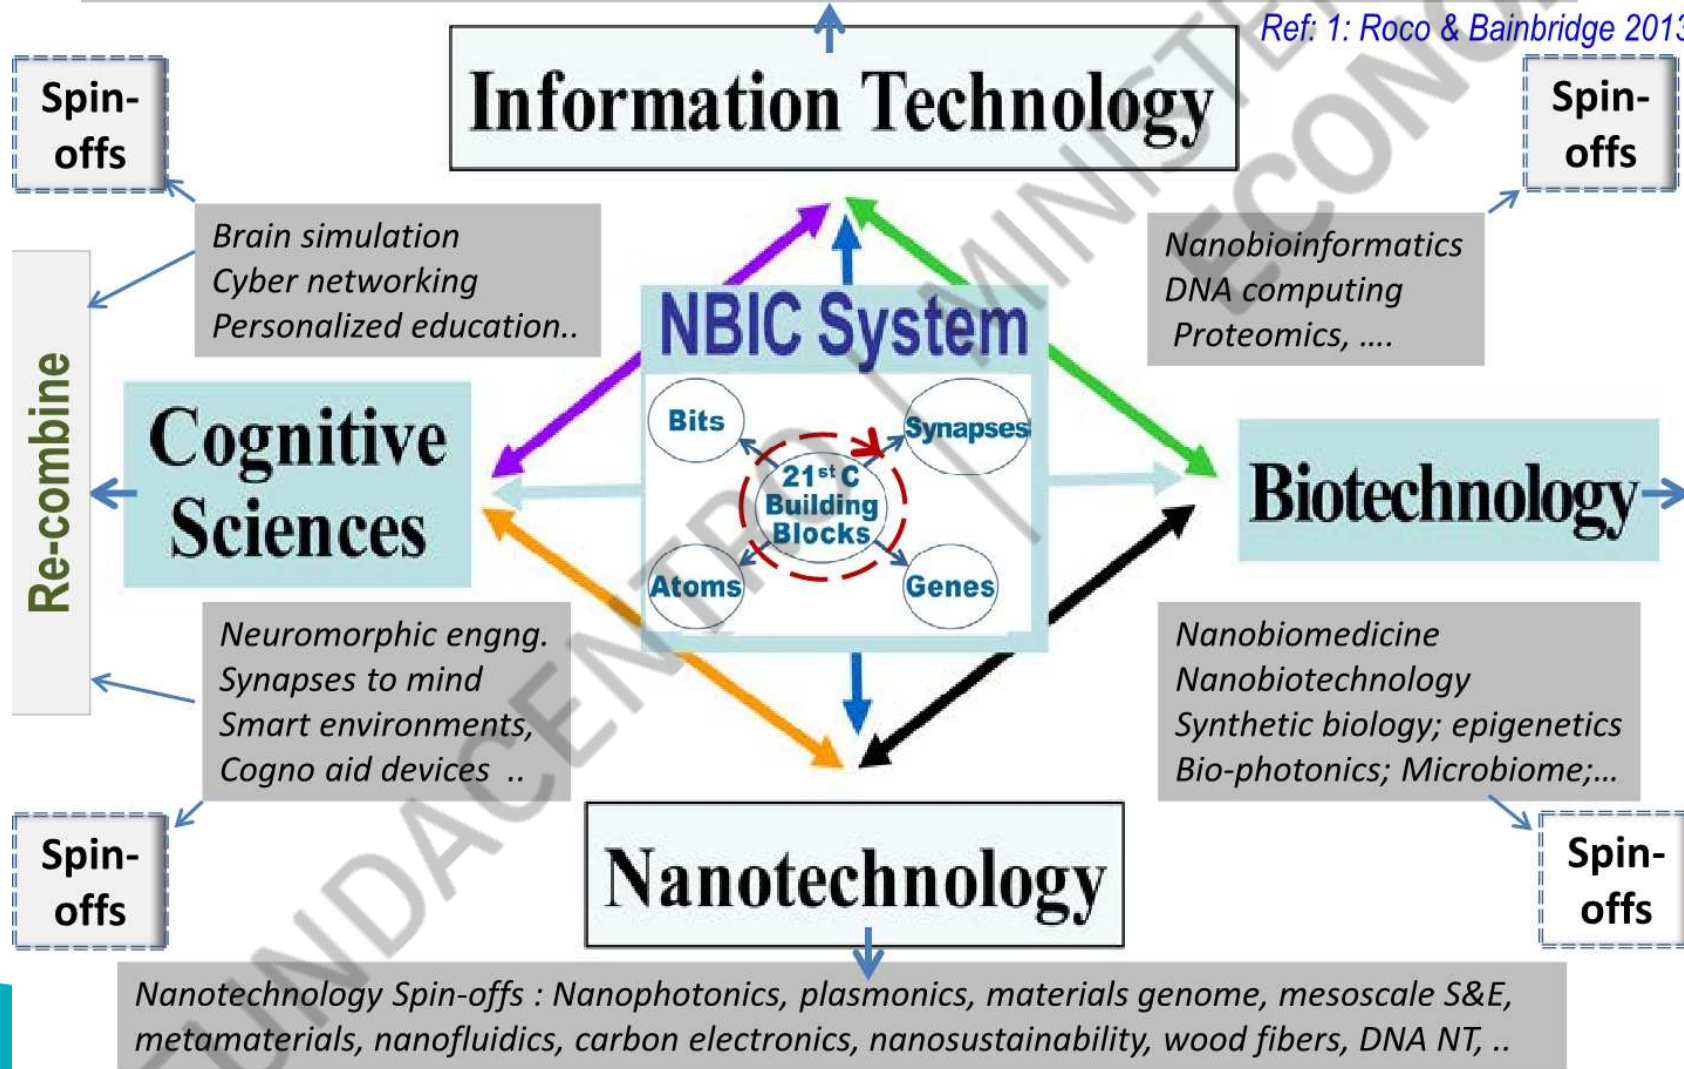 Ref: 1: Roco & Bainbridge 2013
Information Technology
Spin-
offs
Spin-
offs
Brain simulation
Cyber networking
Personalized education..
Nanobioinformatics
DNA computing
Proteomics, ....
NBIC System
Bits
Synapses
21st C
Building
Blocks
Atoms
Genes
Re-combine
Cognitive
Sciences
Biotechnology
Neuromorphic engng.
Synapses to mind
Smart environments,
Cogno aid devices ..
Nanobiomedicine
Nanobiotechnology
Synthetic biology; epigenetics
Bio-photonics; Microbiome;...
Spin-
offs
Nanotechnology
Spin-
offs
Nanotechnology Spin-offs : Nanophotonics, plasmonics, materials genome, mesoscale S&E,
metamaterials, nanofluidics, carbon electronics, nanosustainability, wood fibers, DNA NT, ..
FUNDACENTRO